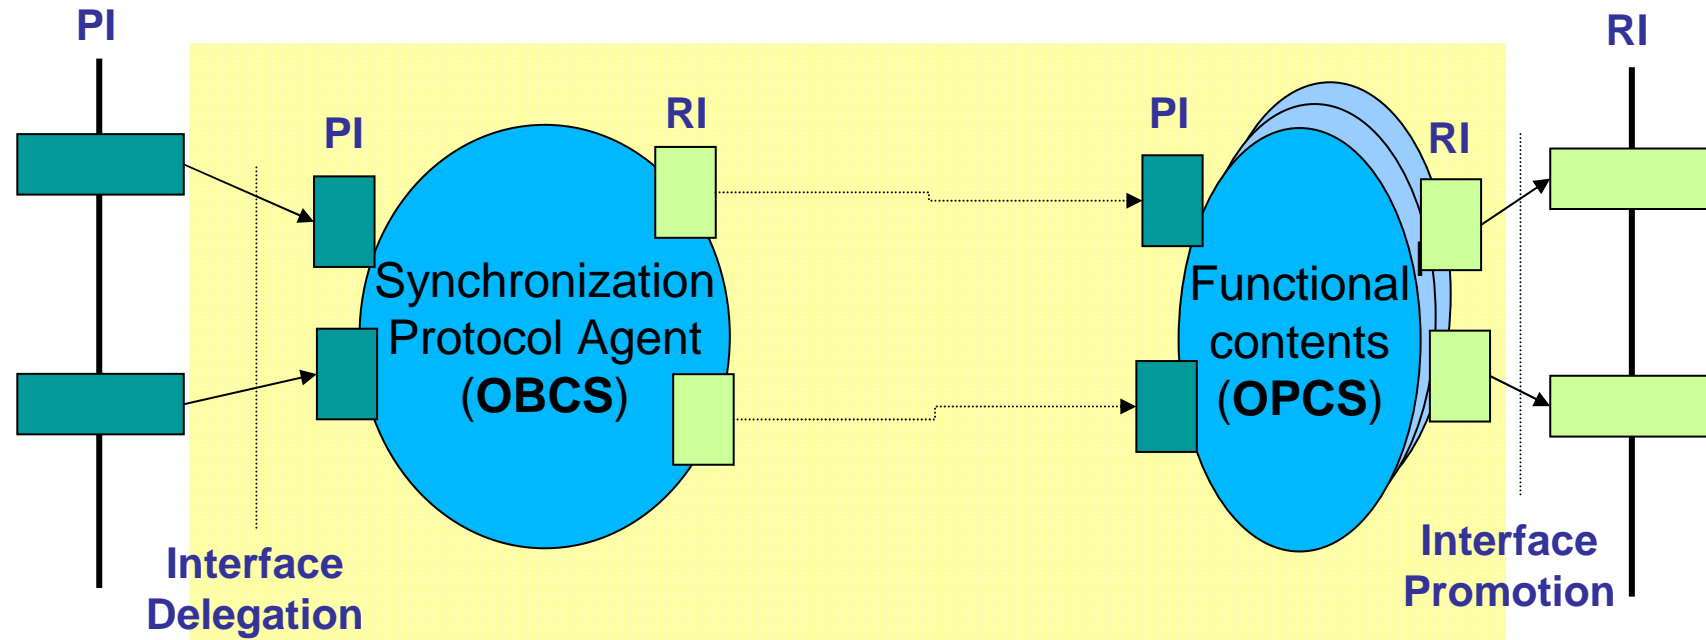 PI
RI
PI
RI
PI
RI
Synchronization
Protocol Agent
(OBCS)
Functional
contents
(OPCS)
Interface
Delegation
Interface
Promotion